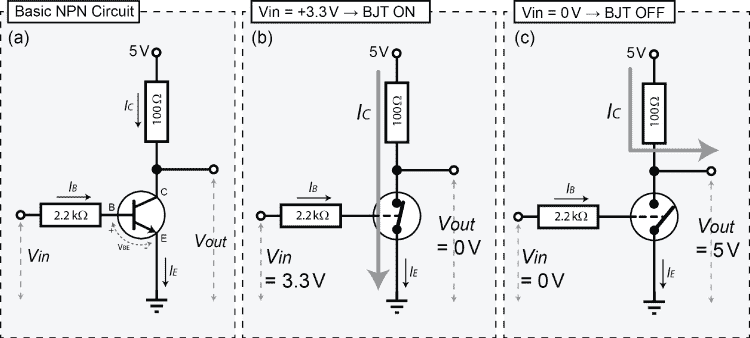 Basic NPN Circuit
(a)
5V
IC
100Ω
IB
2.2kΩ
B
C
+
-
VBE
E
IE
Vin
Vout
Vin = +3.3V → BJT ON
(b)
5V
IC
100Ω
IB
2.2kΩ
Vout
= 0V
Vin
= 3.3V
IE
Vin = 0V → BJT OFF
(c)
5V
IC
100Ω
IB
2.2kΩ
Vout
= 5V
Vin
= 0V
IE